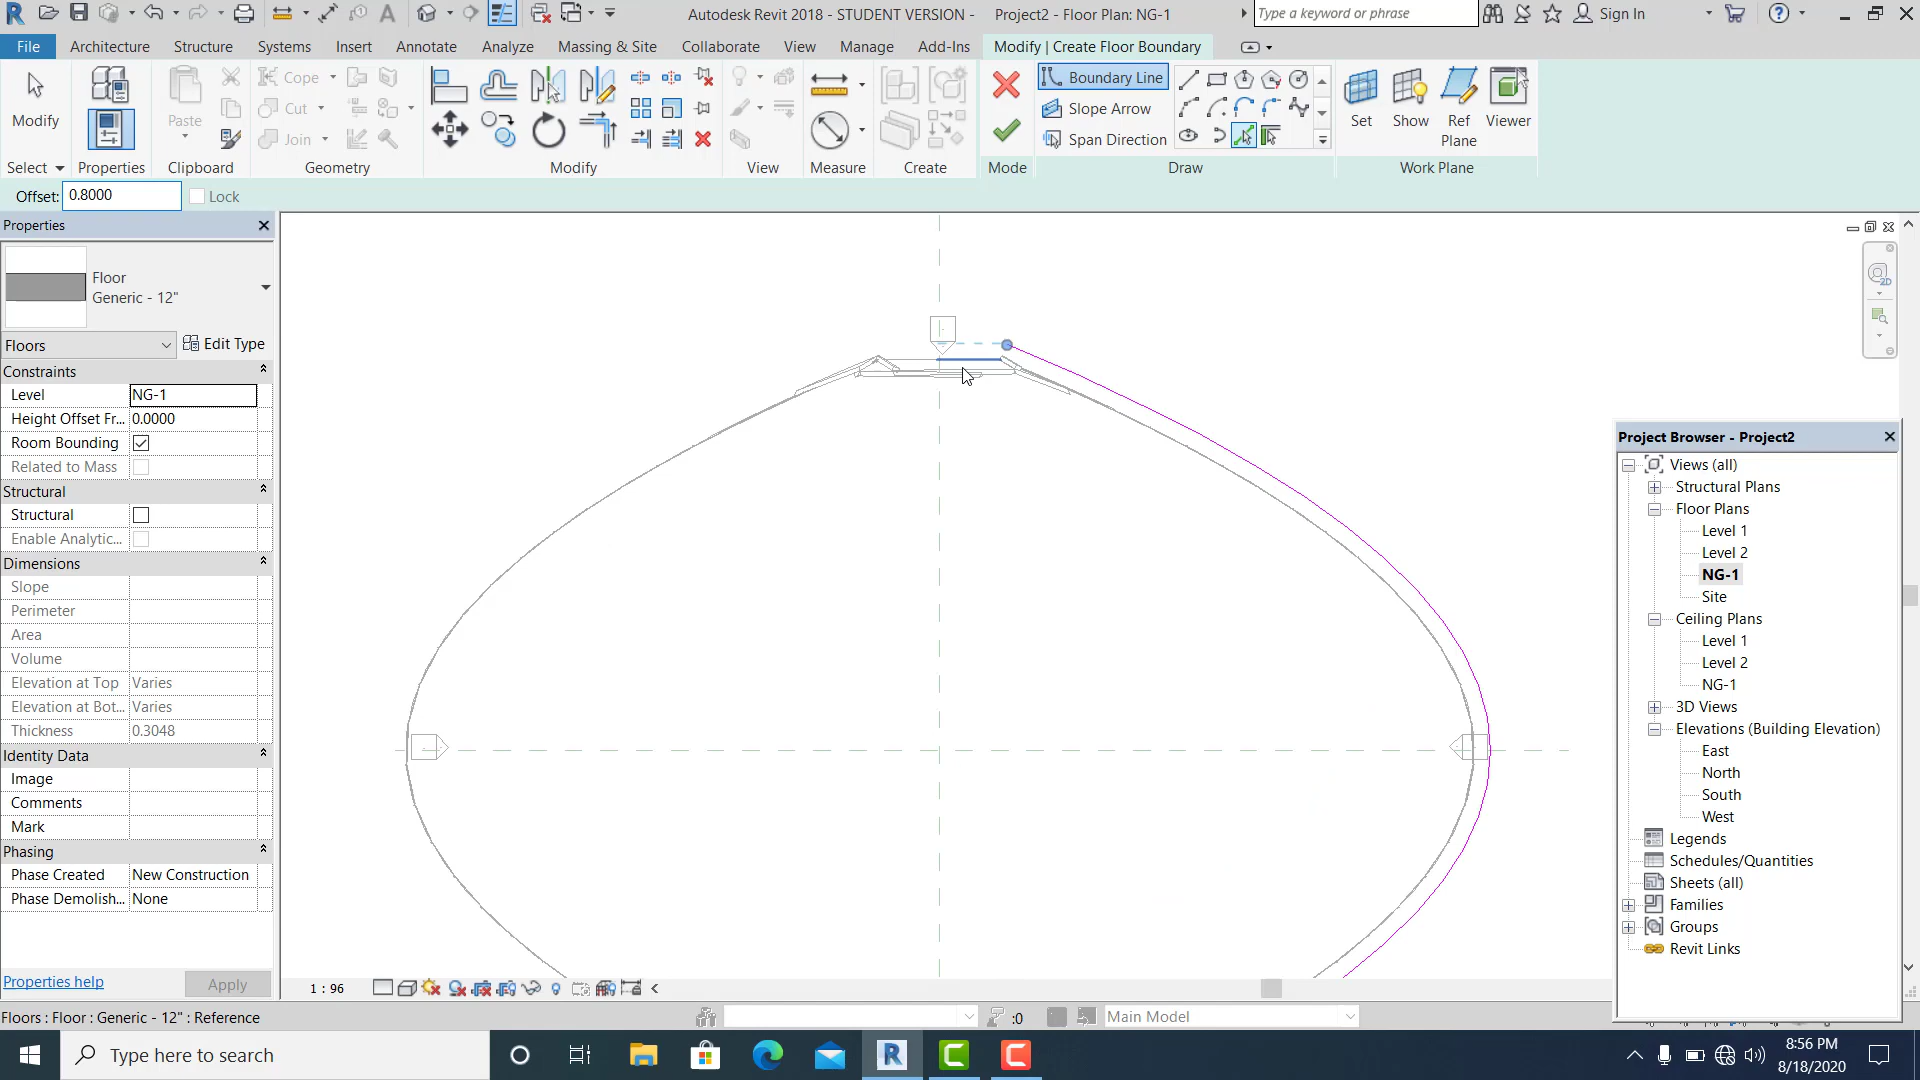 Autodesk Revit 2018 - STUDENT VERSION - Project2 - Floor Plan: NG-1
Type a keyword or phrase
Sign In
File Architecture Structure Systems Insert Annotate Analyze Massing & Site Collaborate View Manage Add-Ins Modify | Create Floor Boundary
Modify
Paste
Cope
Cut
Join
Boundary Line
Slope Arrow
Span Direction
Set
Show
Ref
Plane
Viewer
Select Properties Clipboard Geometry Modify View Measure Create Mode Draw Work Plane
Offset: 0.8000 Lock
Properties
Floor
Generic - 12"
Floors Edit Type
Constraints
Level NG-1
Height Offset Fr... 0.0000
Room Bounding
Related to Mass
Structural
Structural
Enable Analytic...
Dimensions
Slope
Perimeter
Area
Volume
Elevation at Top Varies
Elevation at Bot... Varies
Thickness 0.3048
Identity Data
Image
Comments
Mark
Phasing
Phase Created New Construction
Phase Demolish... None
Properties help Apply
2D
Project Browser - Project2
Views (all)
Structural Plans
Floor Plans
Level 1
Level 2
NG-1
Site
Ceiling Plans
Level 1
Level 2
NG-1
3D Views
Elevations (Building Elevation)
East
North
South
West
Legends
Schedules/Quantities
Sheets (all)
Families
Groups
Revit Links
1 : 96
Floors : Floor : Generic - 12" : Reference
:0
Main Model
Type here to search
8:56 PM
8/18/2020